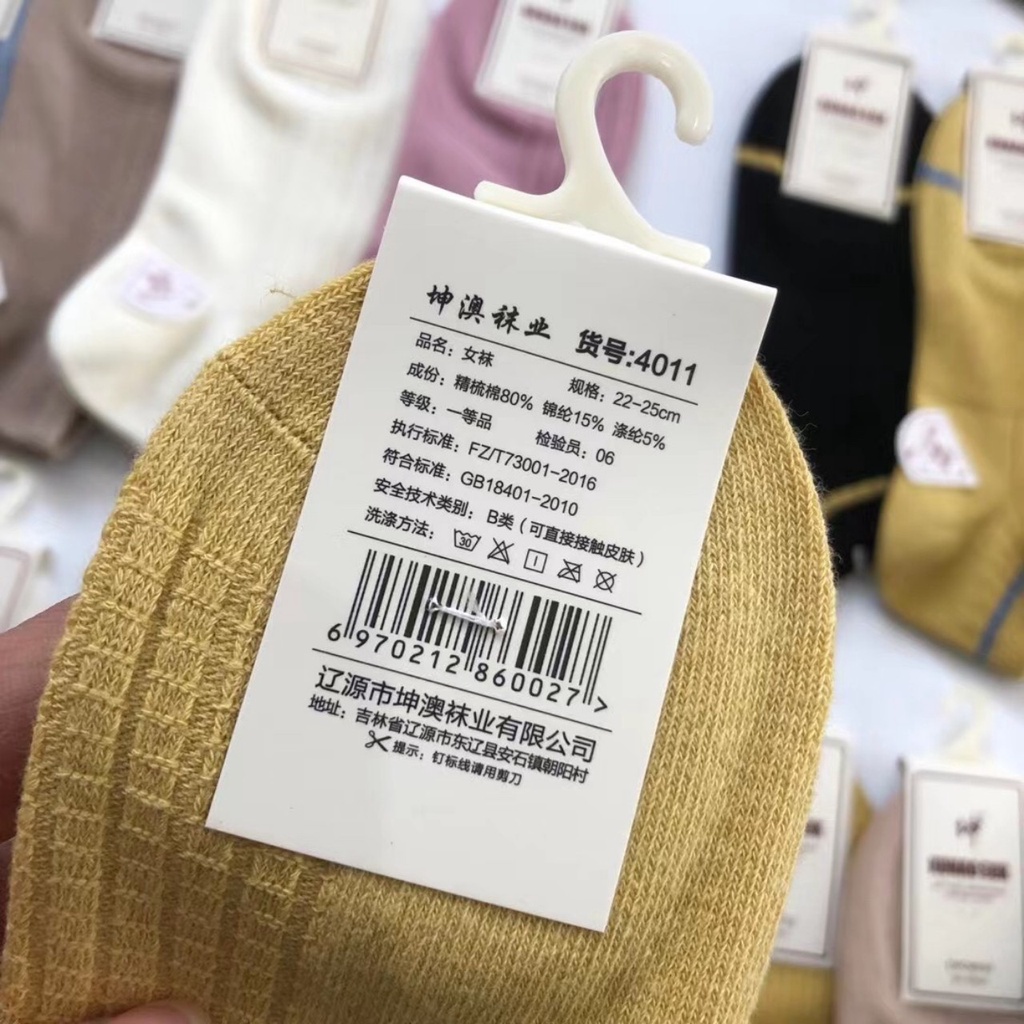 坤澳袜业 货号:4011
品名：女袜 规格：22-25cm
成份：精梳棉80% 锦纶15% 涤纶5%
等级：一等品 检验员：06
执行标准：FZ/T73001-2016
符合标准：GB18401-2010
安全技术类别： B类（可直接接触皮肤）
洗涤方法： 30
6 970212 860027 >
辽源市坤澳袜业有限公司
地址：吉林省辽源市东辽县安石镇朝阳村
提示：钉标线请用剪刀